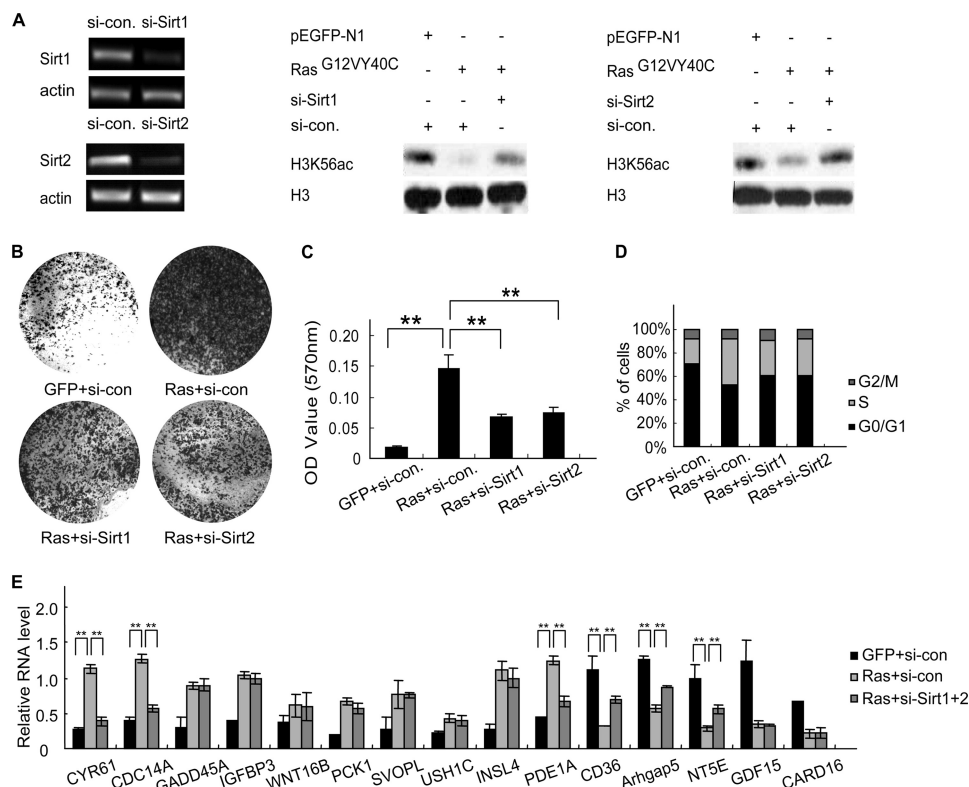 A
si-con. si-Sirt1
Sirt1
actin
si-con. si-Sirt2
Sirt2
actin
pEGFP-N1 + - -
Ras G12VY40C - + +
si-Sirt1 - - +
si-con. + + -
H3K56ac
H3
pEGFP-N1 + - -
Ras G12VY40C - + +
si-Sirt2 - - +
si-con. + + -
H3K56ac
H3
B
GFP+si-con
Ras+si-con
Ras+si-Sirt1
Ras+si-Sirt2
C
OD Value (570nm)
0.20
0.15
0.10
0.05
0
** ** **
GFP+si-con.
Ras+si-con.
Ras+si-Sirt1
Ras+si-Sirt2
D
% of cells
100%
80%
60%
40%
20%
0%
G2/M
S
G0/G1
GFP+si-con.
Ras+si-con.
Ras+si-Sirt1
Ras+si-Sirt2
E
Relative RNA level
2.0
1.5
1.0
0.5
0
** ** ** ** ** ** ** ** ** ** ** **
GFP+si-con
Ras+si-con
Ras+si-Sirt1+2
CYR61
CDC14A
GADD45A
IGFBP3
WNT16B
PCK1
SVOPL
USH1C
INSL4
PDE1A
CD36
Arhgap5
NT5E
GDF15
CARD16